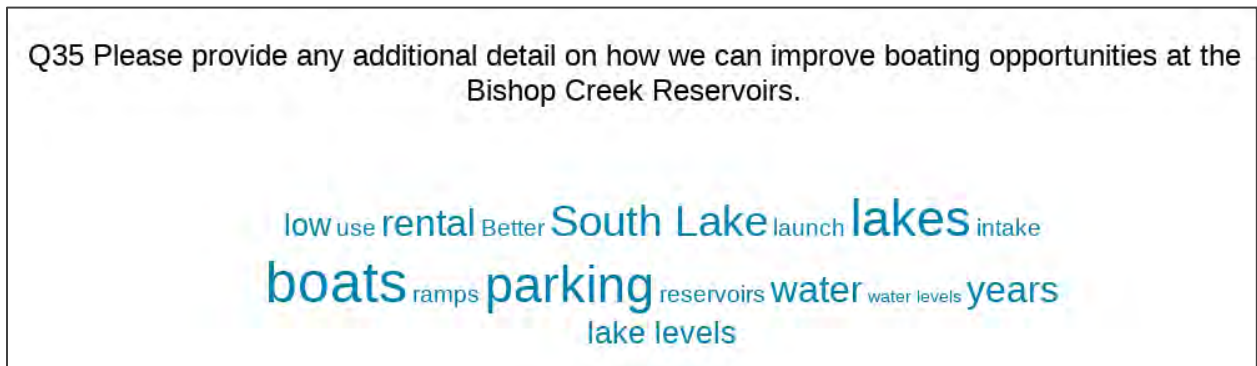 Q35 Please provide any additional detail on how we can improve boating opportunities at the
Bishop Creek Reservoirs.
low use rental Better South Lake launch lakes intake
boats ramps parking reservoirs water water levels years
lake levels